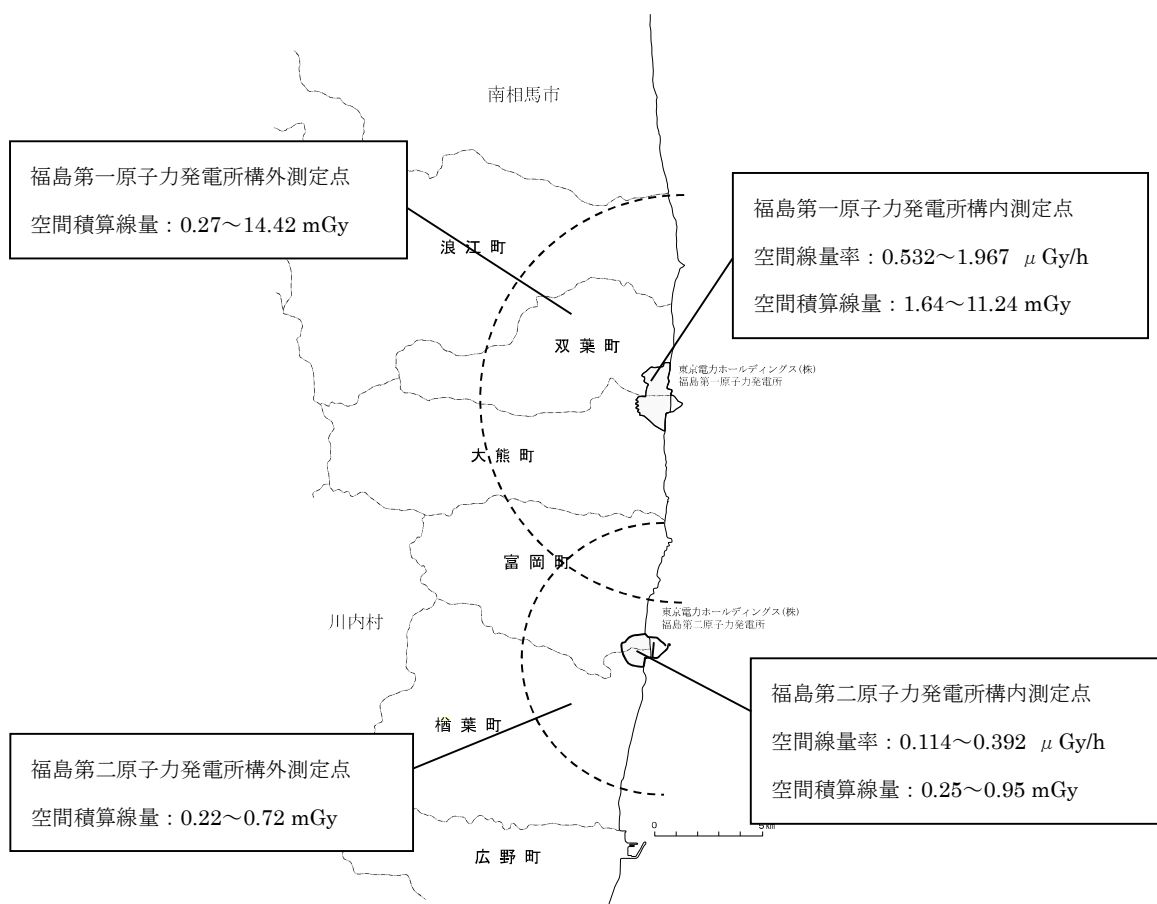 南相馬市
福島第一原子力発電所構外測定点
空間積算線量：0.27～14.42 mGy
福島第一原子力発電所構内測定点
空間線量率：0.532～1.967 μ Gy/h
空間積算線量：1.64～11.24 mGy
浪江町
双葉町
東京電力ホールディングス(株)
福島第一原子力発電所
大熊町
富岡町
川内村
東京電力ホールディングス(株)
福島第二原子力発電所
福島第二原子力発電所構内測定点
空間線量率：0.114～0.392 μ Gy/h
空間積算線量：0.25～0.95 mGy
楢葉町
福島第二原子力発電所構外測定点
空間積算線量：0.22～0.72 mGy
0 5km
広野町